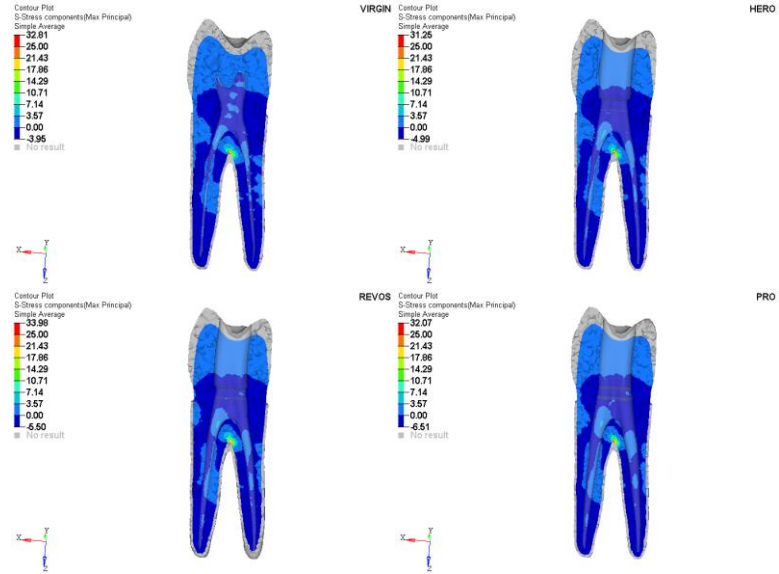 Contour Plot
S-Stress components(Max Principal)
Simple Average
32.81
25.00
21.43
17.86
14.29
10.71
7.14
3.57
0.00
-3.95
No result
VIRGIN
X
Y
Z
Contour Plot
S-Stress components(Max Principal)
Simple Average
31.25
25.00
21.43
17.86
14.29
10.71
7.14
3.57
0.00
-4.99
No result
HERO
X
Y
Z
Contour Plot
S-Stress components(Max Principal)
Simple Average
33.98
25.00
21.43
17.86
14.29
10.71
7.14
3.57
0.00
-5.50
No result
REVOS
X
Y
Z
Contour Plot
S-Stress components(Max Principal)
Simple Average
32.07
25.00
21.43
17.86
14.29
10.71
7.14
3.57
0.00
-6.51
No result
PRO
X
Y
Z